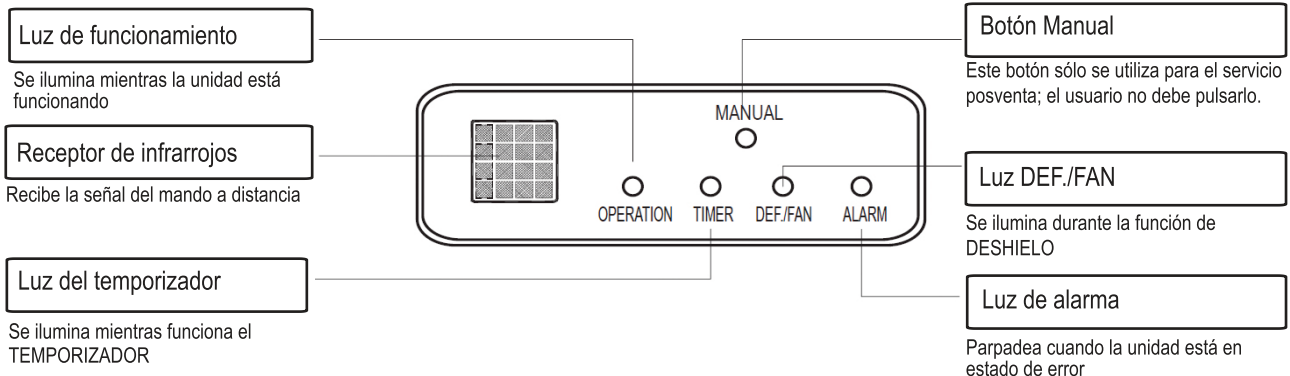 Luz de funcionamiento
Se ilumina mientras la unidad está
funcionando
Receptor de infrarrojos
Recibe la señal del mando a distancia
Luz del temporizador
Se ilumina mientras funciona el
TEMPORIZADOR
MANUAL
OPERATION
TIMER
DEF./FAN
ALARM
Botón Manual
Este botón sólo se utiliza para el servicio
posventa; el usuario no debe pulsarlo.
Luz DEF./FAN
Se ilumina durante la función de
DESHIELO
Luz de alarma
Parpadea cuando la unidad está en
estado de error